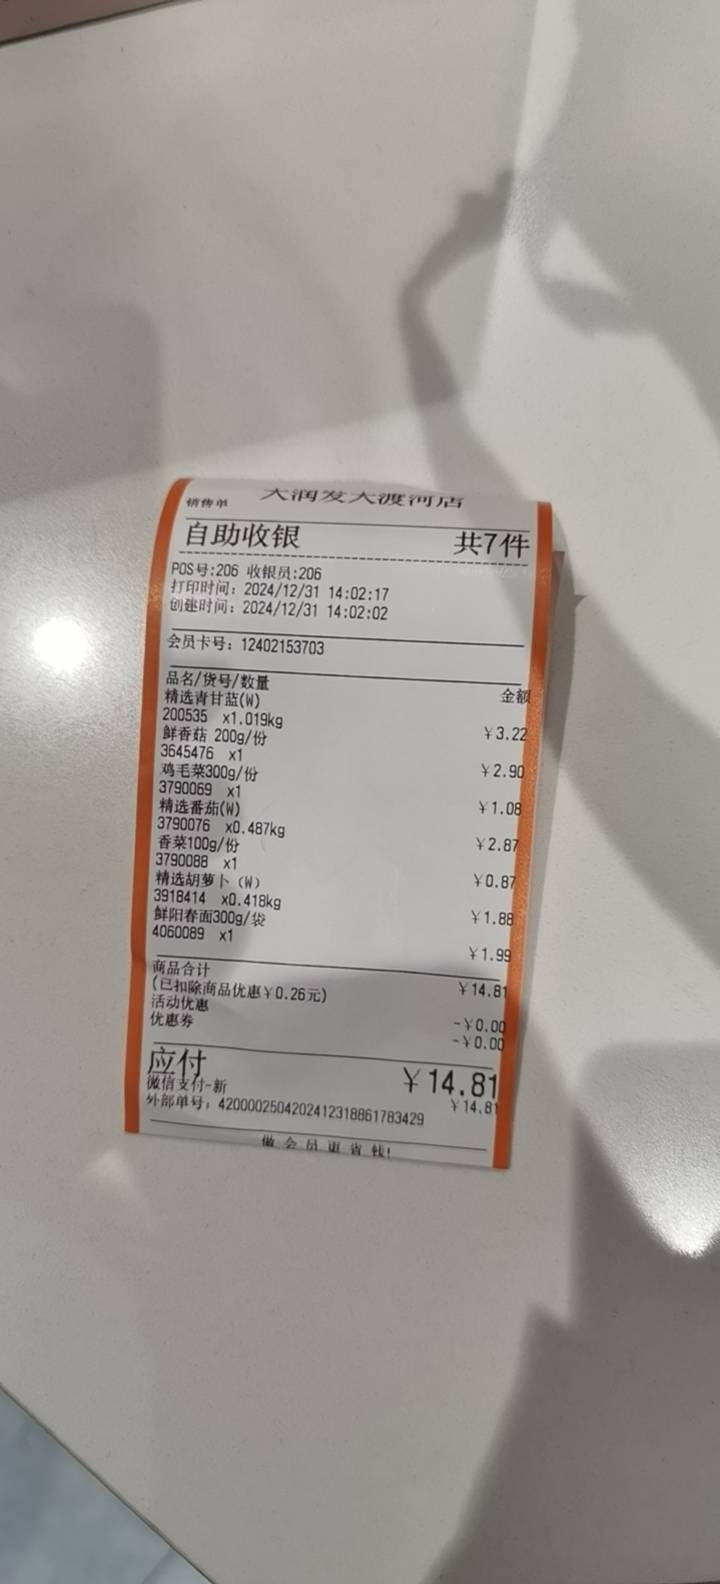 大润发大渡河店
销售单
自助收银 共7件
POS号:206 收银员:206
打印时间: 2024/12/31 14:02:17
创建时间: 2024/12/31 14:02:02
会员卡号: 12402153703
品名/货号/数量 金额
精选青甘蓝(W)
200535 x1.019kg ¥3.22
鲜香菇 200g/份
3645476 x1 ¥2.90
鸡毛菜300g/份
3790069 x1 ¥1.08
精选番茄(W)
3790076 x0.487kg ¥2.87
香菜100g/份
3790088 x1 ¥0.87
精选胡萝卜（W）
3918414 x0.418kg ¥1.88
鲜阳春面300g/袋
4060089 x1 ¥1.99
商品合计 ¥14.81
(已扣除商品优惠¥0.26元)
活动优惠 -¥0.00
优惠券 -¥0.00
应付 ¥14.81
微信支付-新 ¥14.81
外部单号: 4200002504202412318861783429
做会员更省钱!